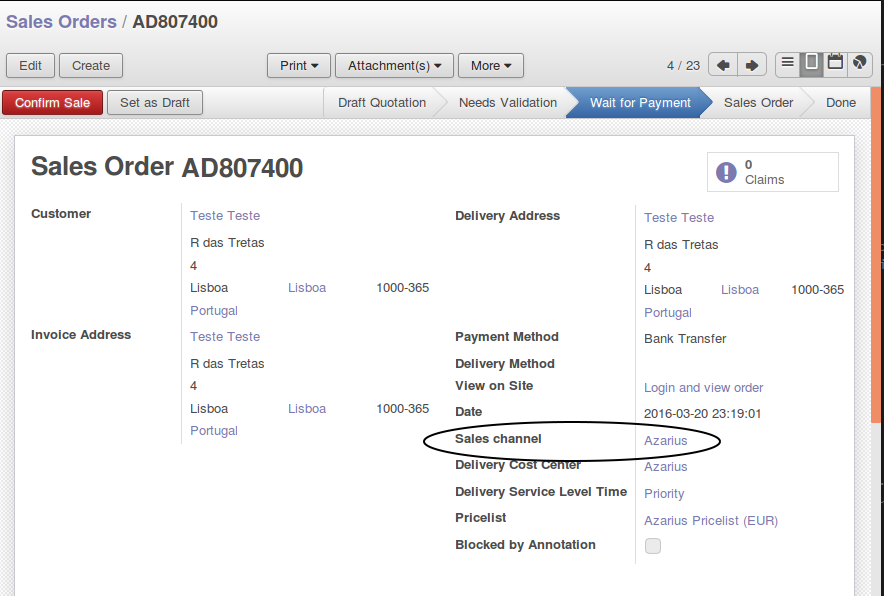 Sales Orders / AD807400
Edit Create Print Attachment(s) More 4 / 23
Confirm Sale Set as Draft Draft Quotation Needs Validation Wait for Payment Sales Order Done
Sales Order AD807400
0
Claims
Customer
Teste Teste
R das Tretas
4
Lisboa Lisboa 1000-365
Portugal
Invoice Address
Teste Teste
R das Tretas
4
Lisboa Lisboa 1000-365
Portugal
Delivery Address
Teste Teste
R das Tretas
4
Lisboa Lisboa 1000-365
Portugal
Payment Method Bank Transfer
Delivery Method
View on Site Login and view order
Date 2016-03-20 23:19:01
Sales channel Azarius
Delivery Cost Center Azarius
Delivery Service Level Time Priority
Pricelist Azarius Pricelist (EUR)
Blocked by Annotation